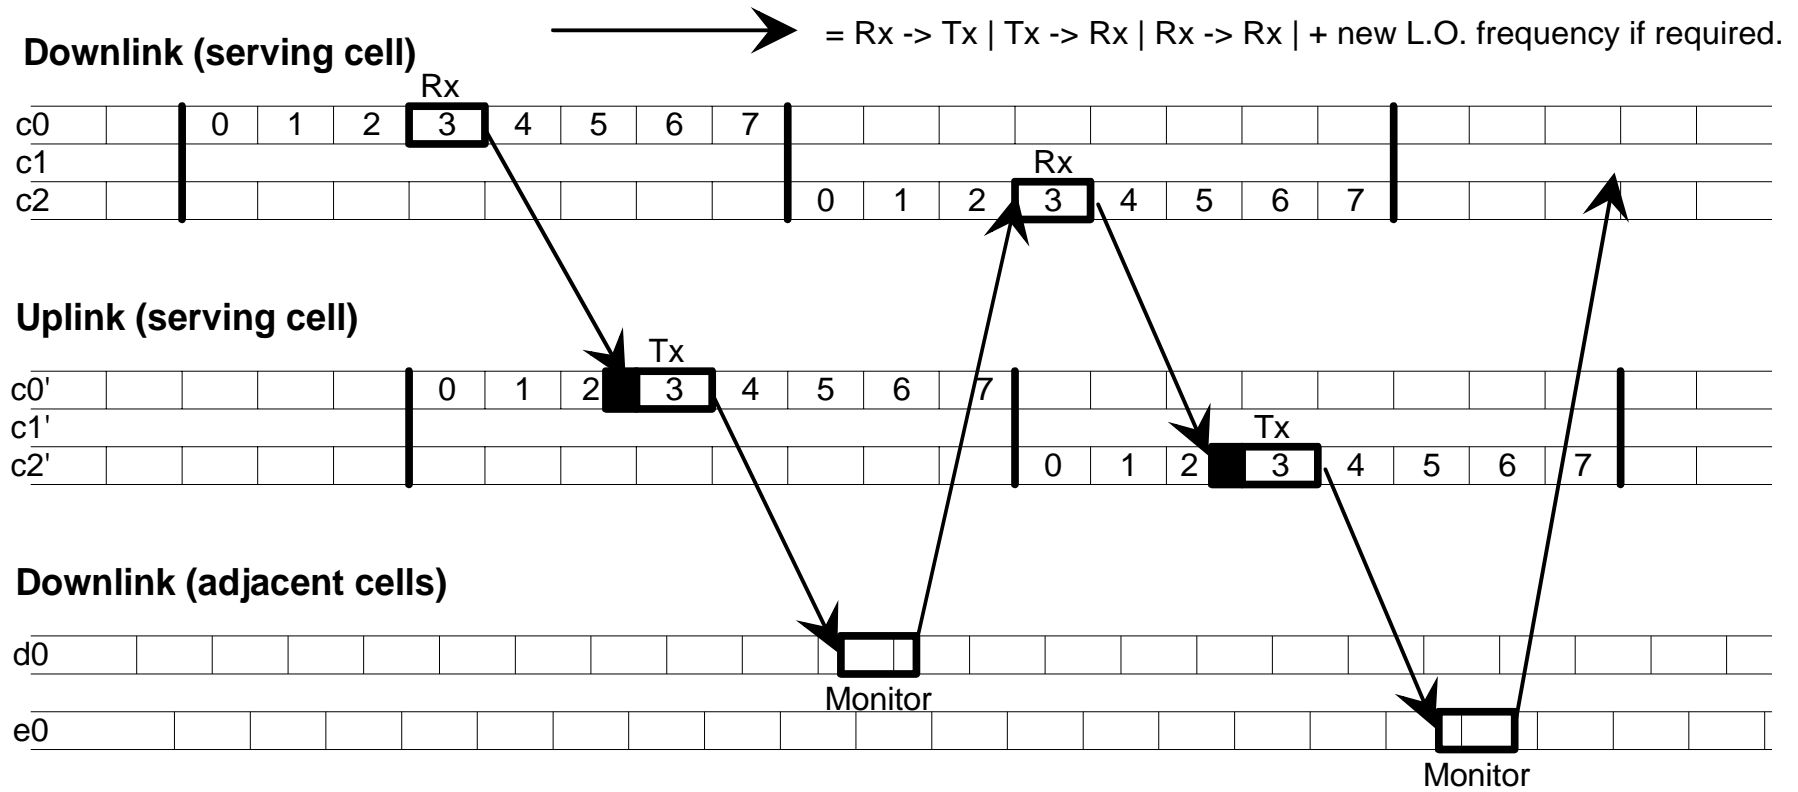 = Rx -> Tx | Tx -> Rx | Rx -> Rx | + new L.O. frequency if required.
Downlink (serving cell)
Rx
c0 0 1 2 3 4 5 6 7
c1 Rx
c2 0 1 2 3 4 5 6 7
Uplink (serving cell)
Tx
c0' 0 1 2 3 4 5 6 7
c1' Tx
c2' 0 1 2 3 4 5 6 7
Downlink (adjacent cells)
d0
Monitor
e0
Monitor